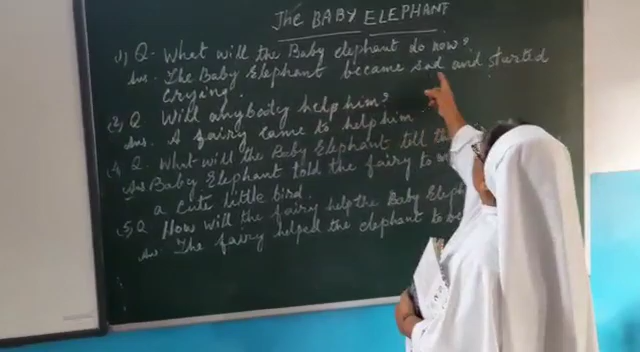 The BABY ELEPHANT
(1) Q. What will the Baby elephant do now?
Ans. The Baby Elephant became sad and started
crying.
(2) Q Will anybody help him?
Ans. A fairy came to help him.
(4 Q. What will the Baby Elephant tell the
Ans Baby Elephant told the fairy to
a cute little bird.
(5) Q How will the fairy help the Baby Eleph
Ans. The fairy helped the elephant to be